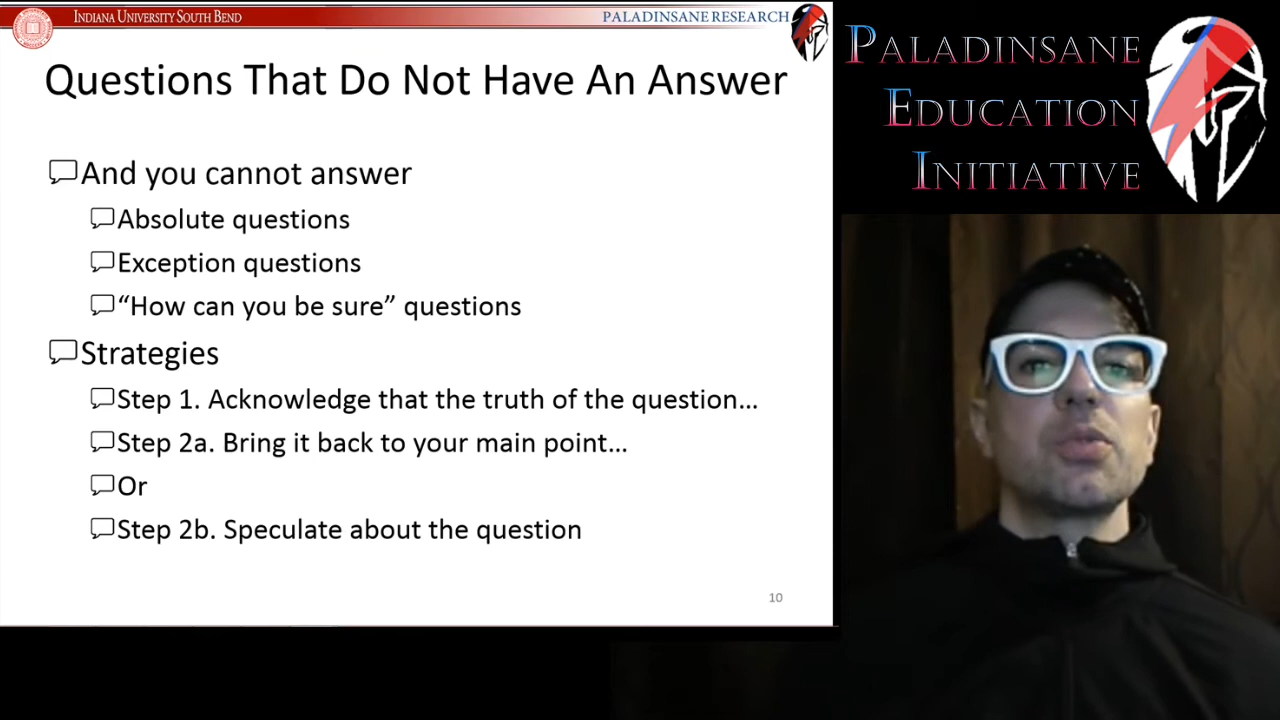 INDIANA UNIVERSITY SOUTH BEND
PALADINSANE RESEARCH
Questions That Do Not Have An Answer
And you cannot answer
Absolute questions
Exception questions
“How can you be sure” questions
Strategies
Step 1. Acknowledge that the truth of the question…
Step 2a. Bring it back to your main point…
Or
Step 2b. Speculate about the question
10
PALADINSANE
EDUCATION
INITIATIVE